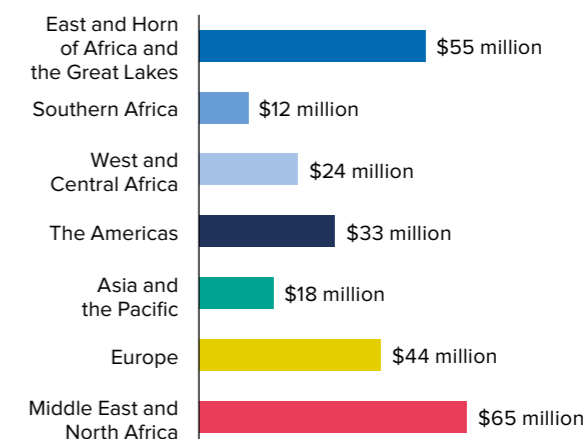 East and Horn
of Africa and
the Great Lakes
$55 million
Southern Africa
$12 million
West and
Central Africa
$24 million
The Americas
$33 million
Asia and
the Pacific
$18 million
Europe
$44 million
Middle East and
North Africa
$65 million